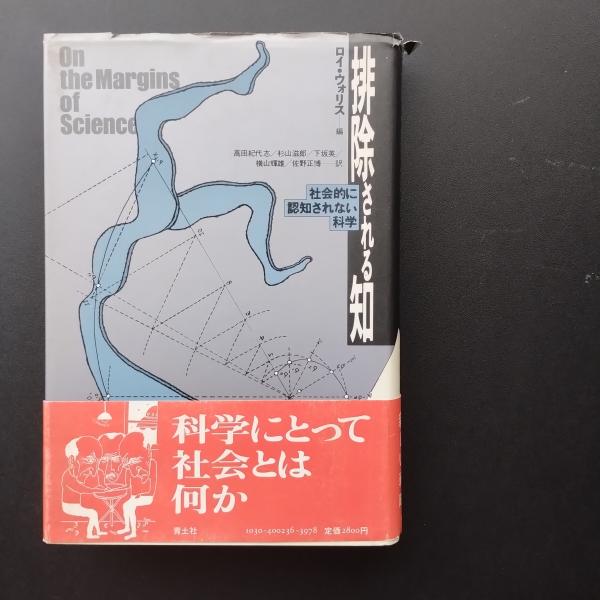 On
the Margins
of
Science
排除される知
ロイ・ウォリス——編
高田紀代志／杉山滋郎／下坂英／
横山輝雄／佐野正博——訳
社会的に
認知されない
科学
科学にとって
社会とは
何か
青土社
1030-400236-3978 定価2800円